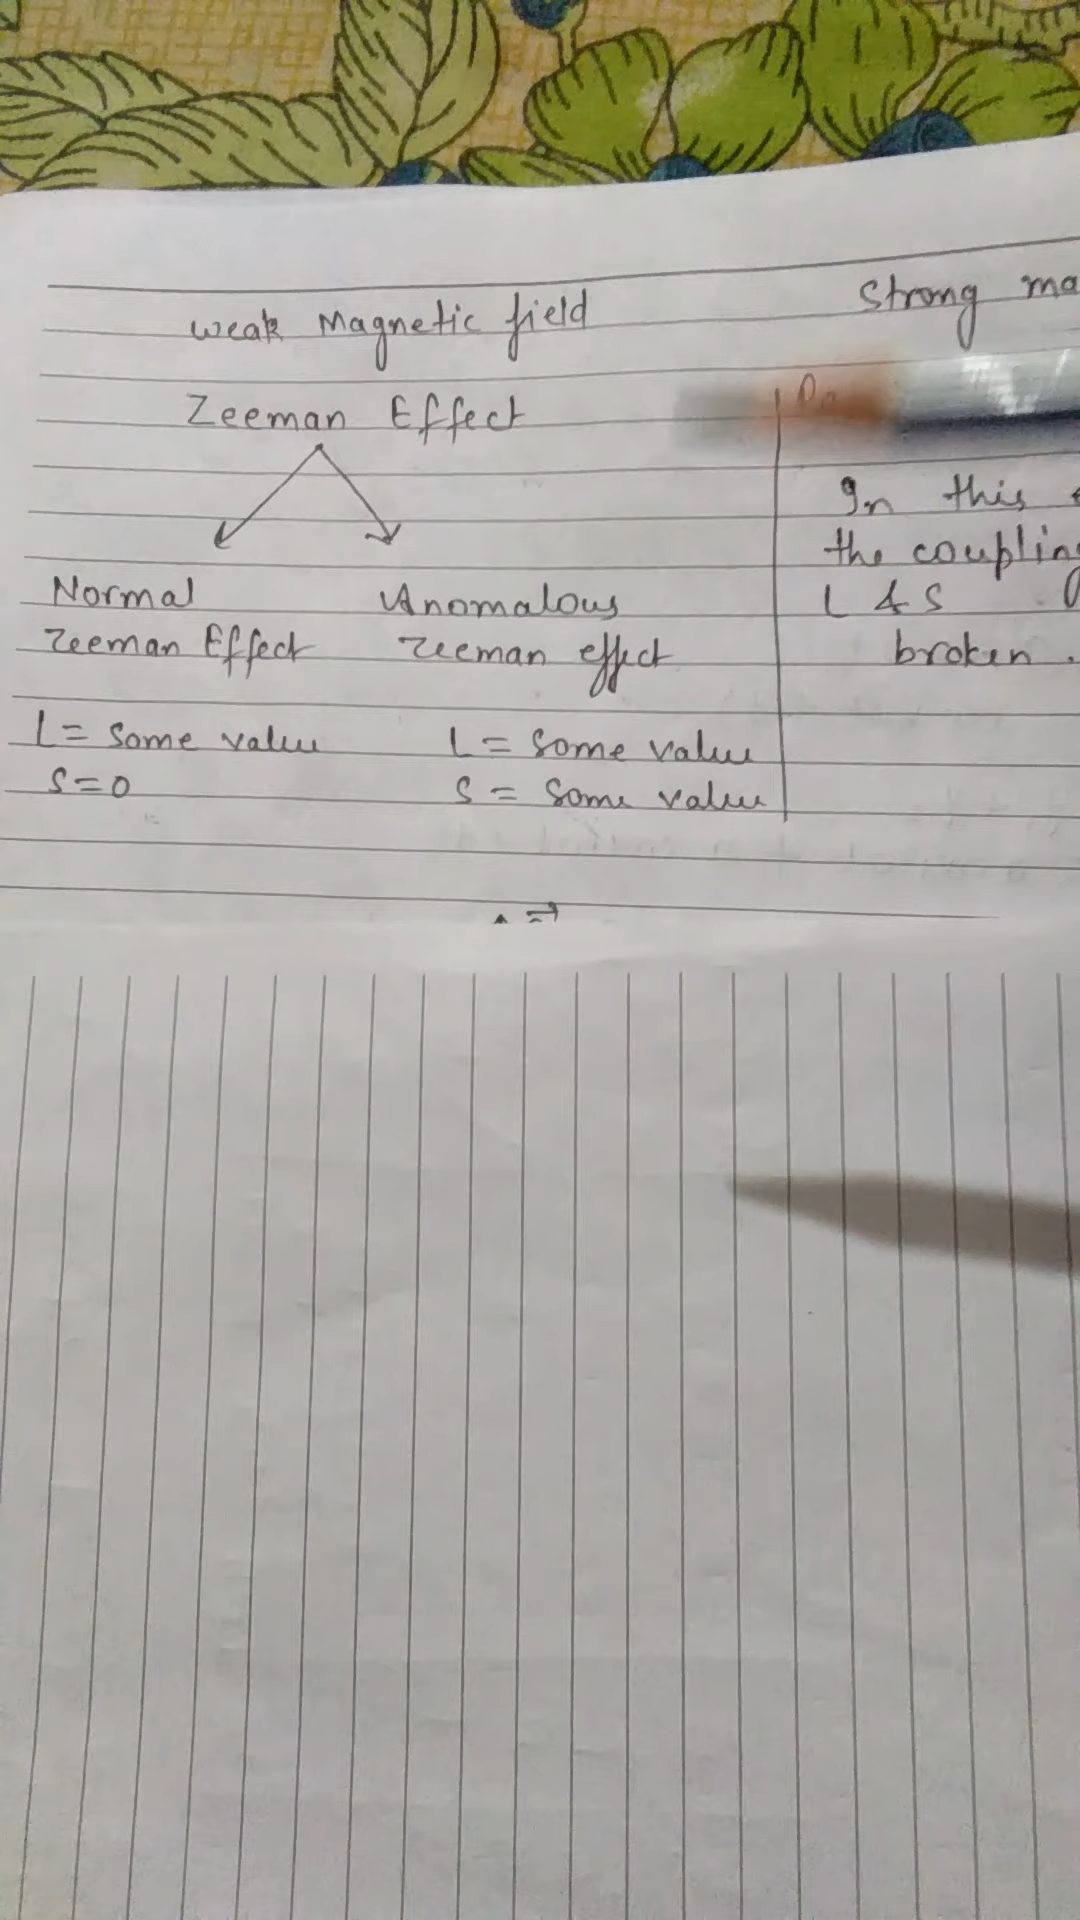 Weak Magnetic field
Strong
Zeeman Effect
Normal
Zeeman Effect
Anomalous
Zeeman effect
L = Some value
S = 0
L = Some value
S = Some value
In this
the coupling
L & S
broken.